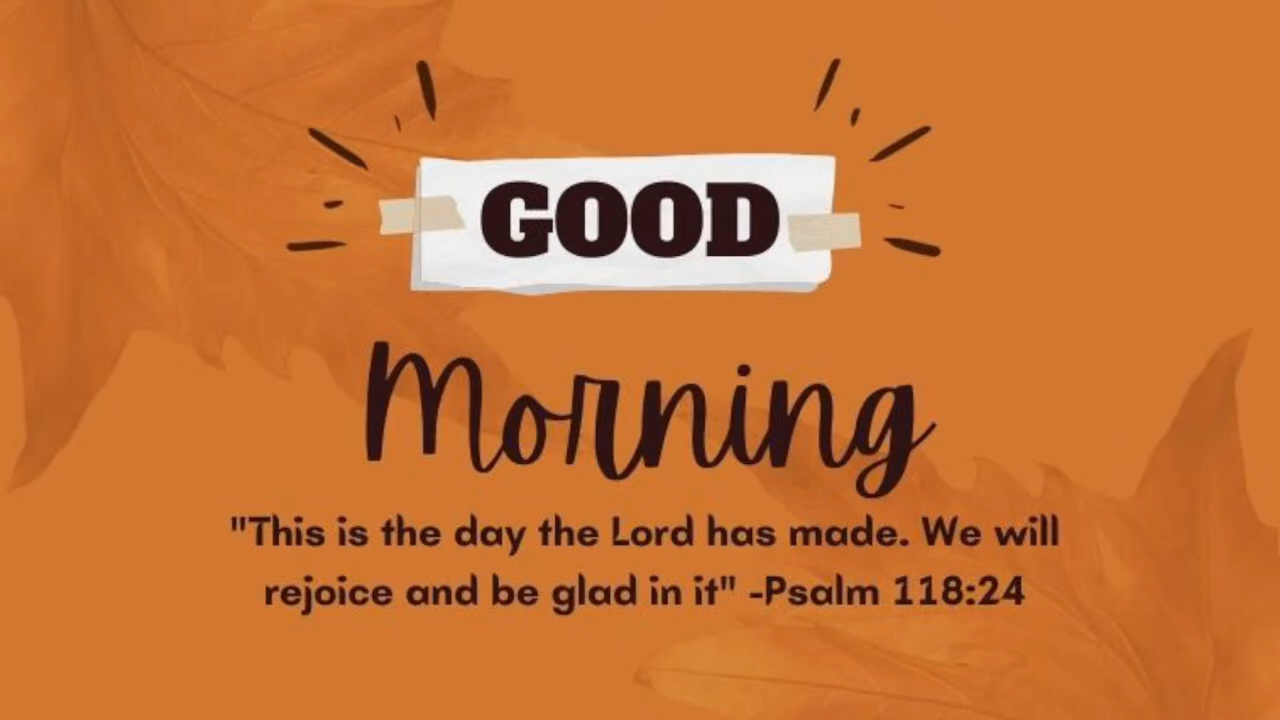 GOOD
Morning
"This is the day the Lord has made. We will
rejoice and be glad in it" -Psalm 118:24